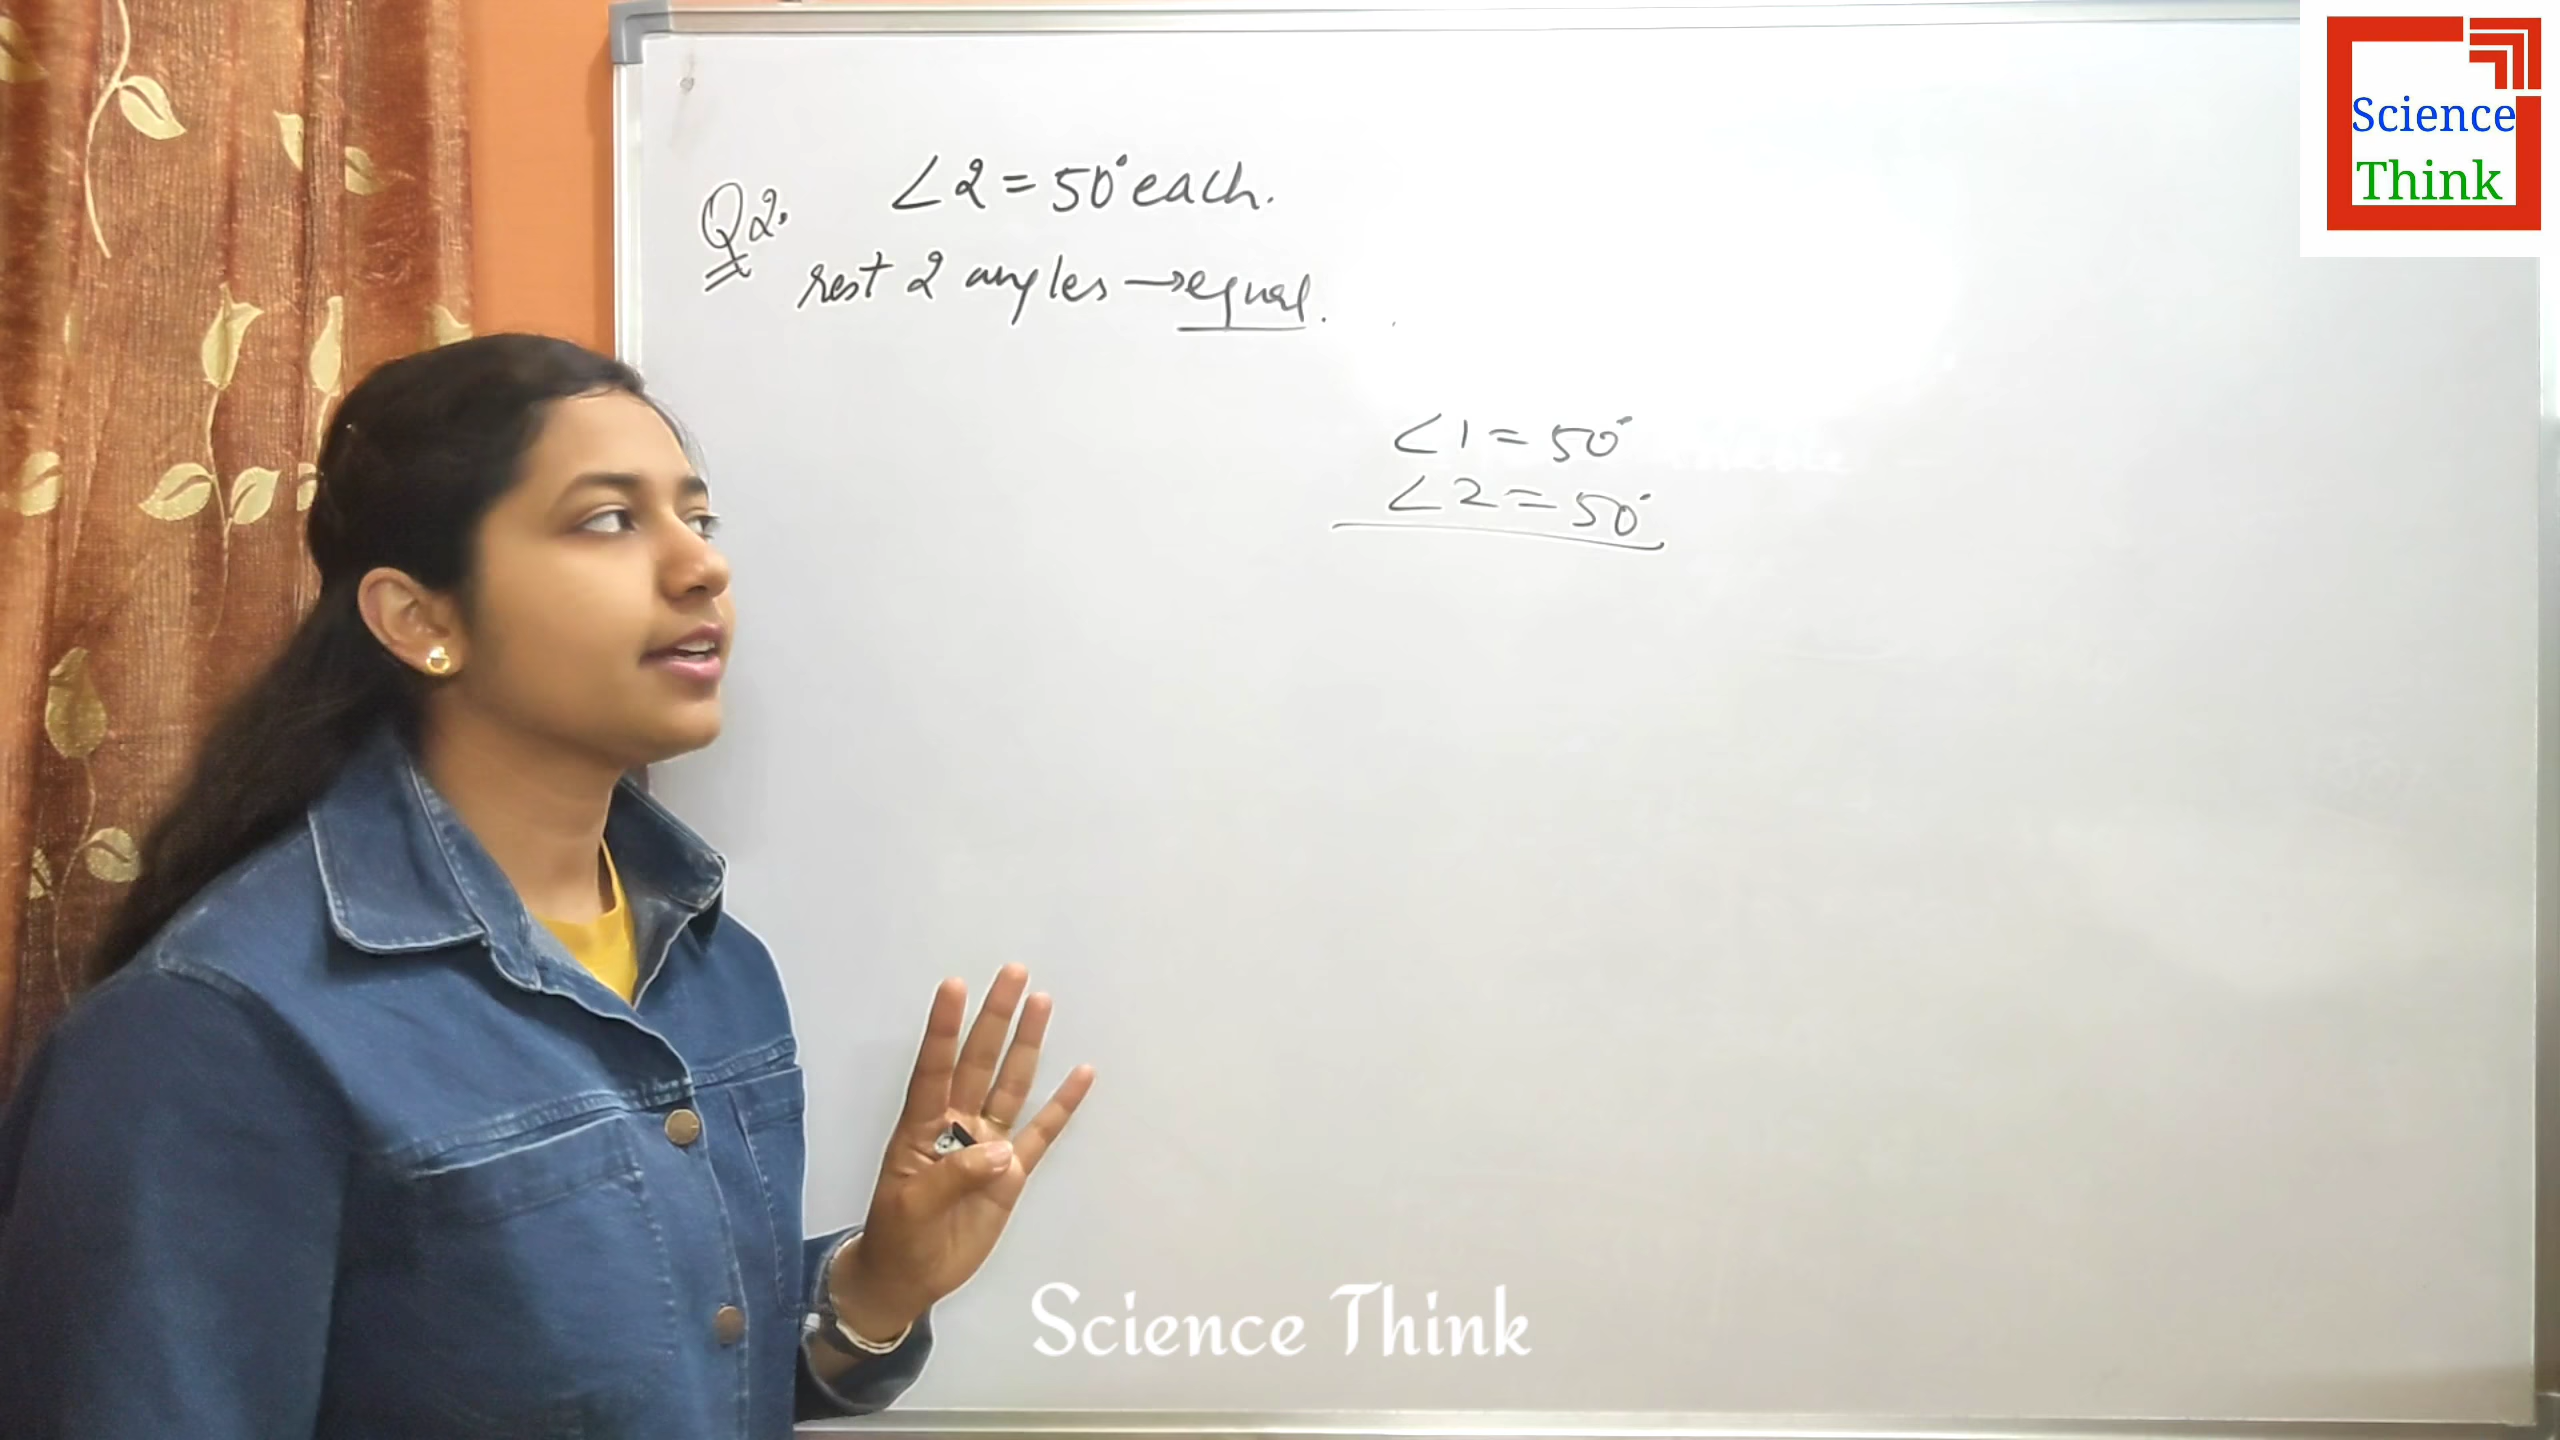 Q2. ∠2 = 50° each.
rest 2 angles → equal.
∠1 = 50°
∠2 = 50°
Science
Think
Science Think